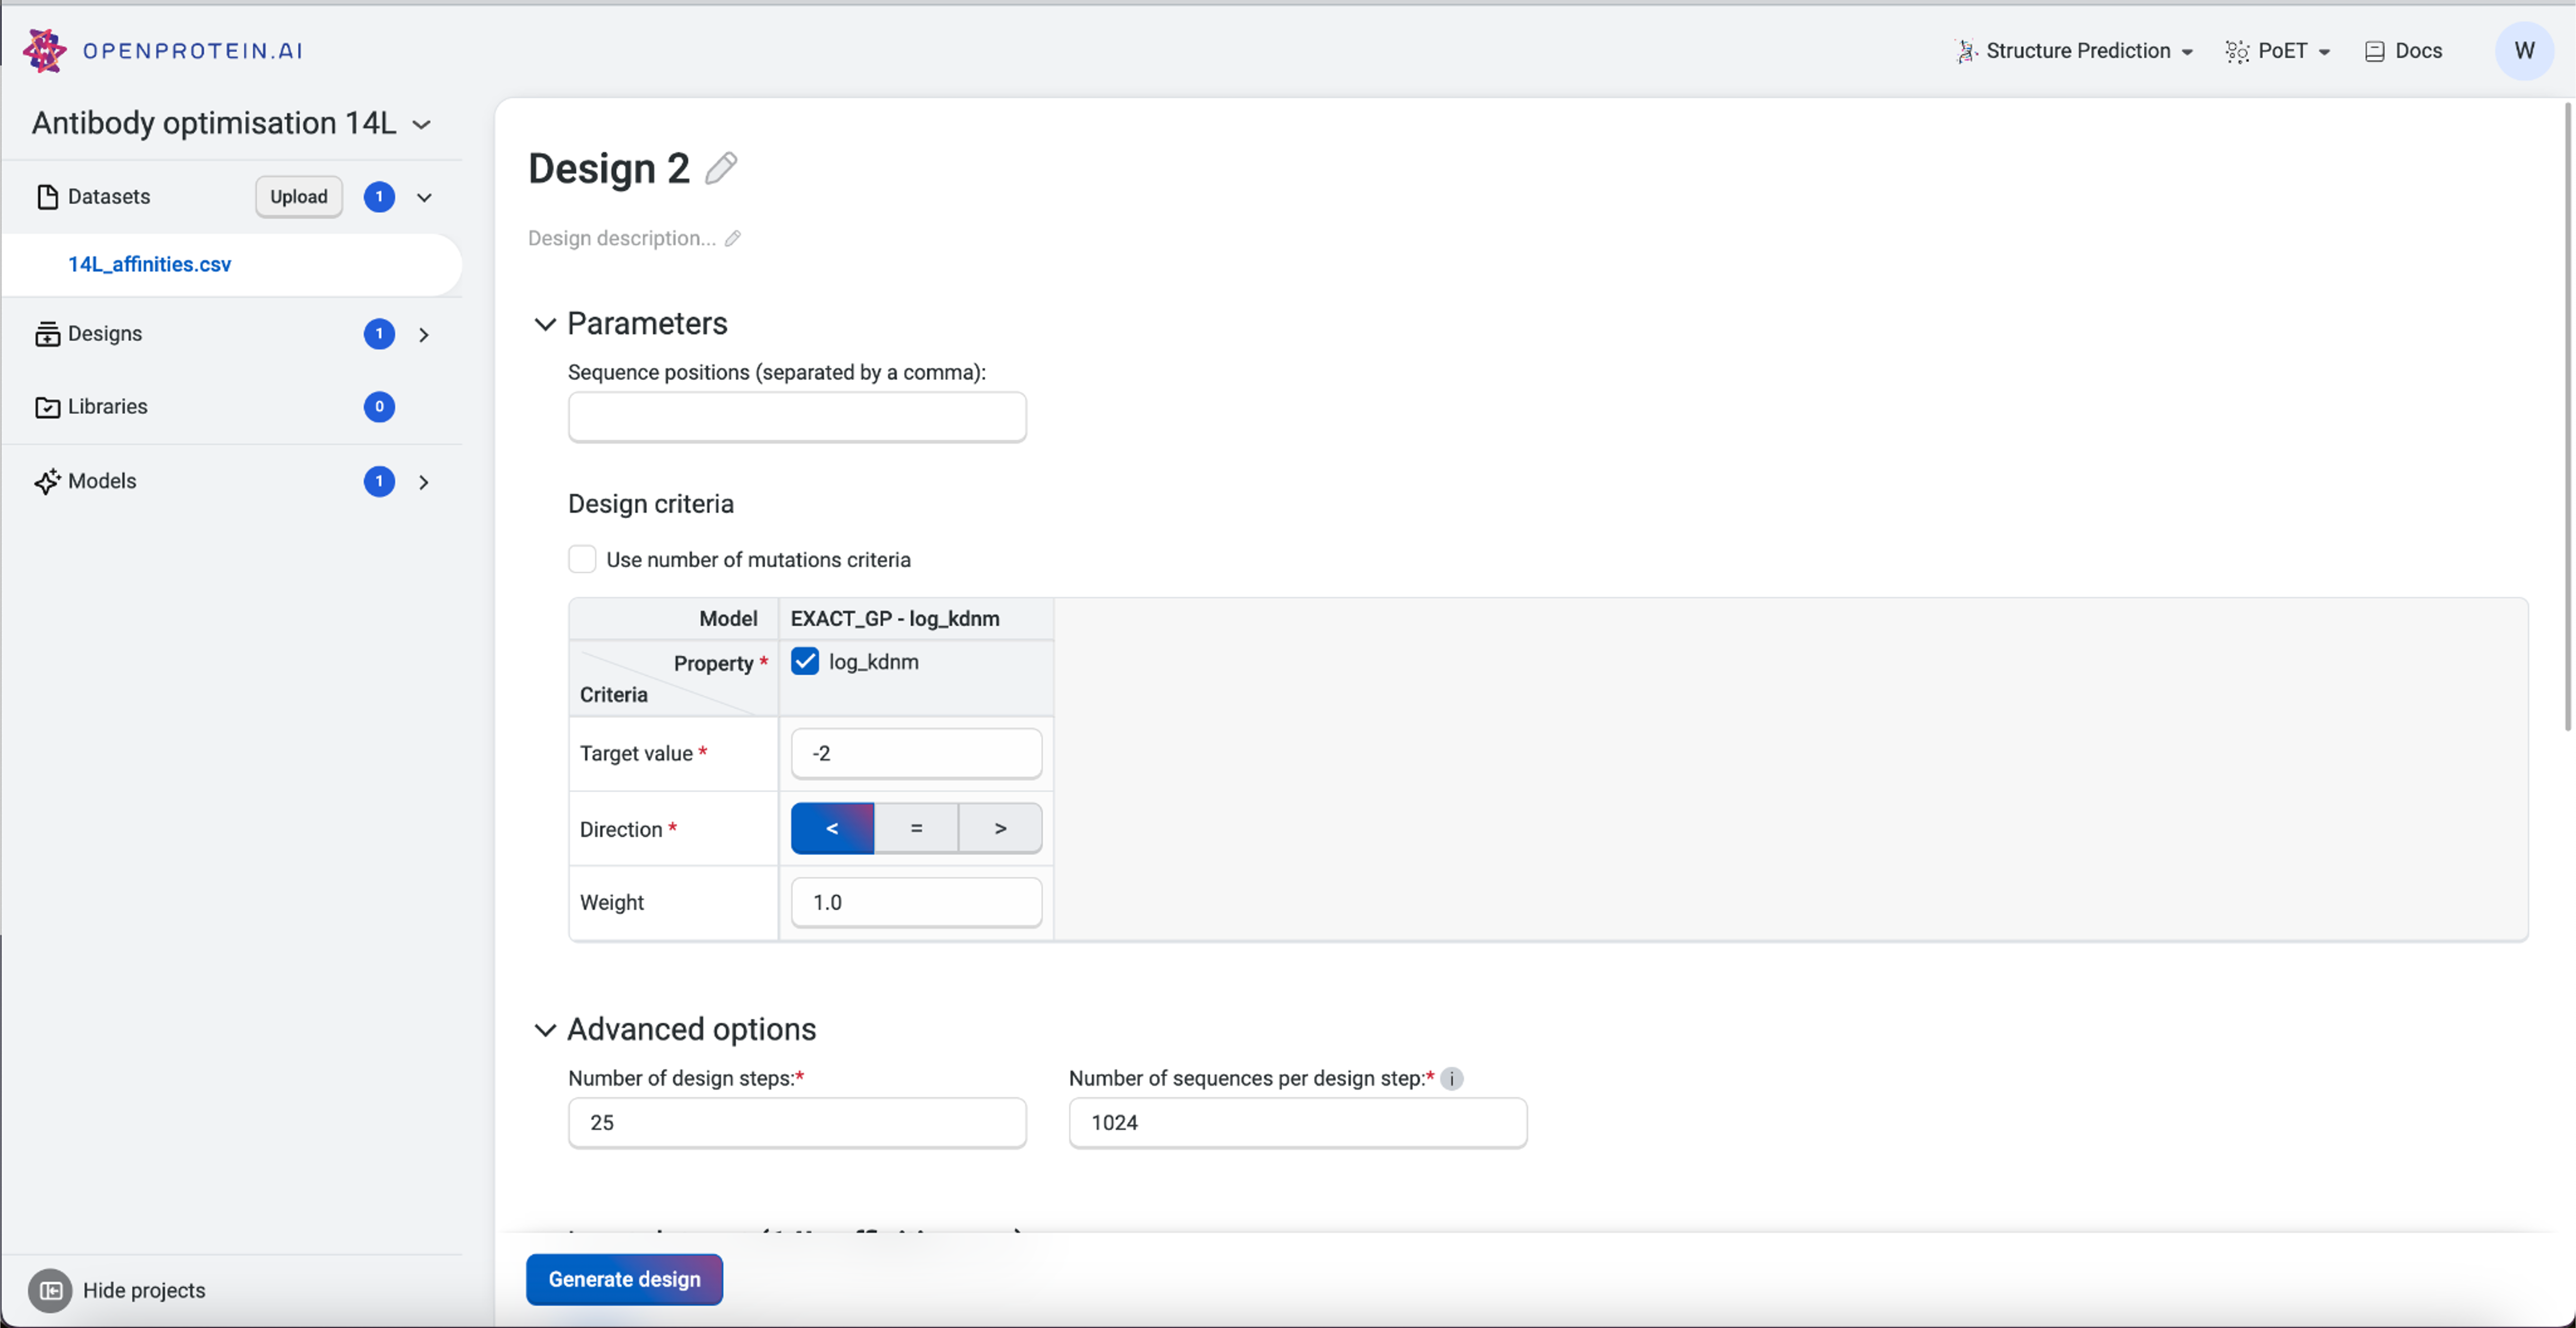 OPENPROTEIN.AI
Structure Prediction
PoET
Docs
W
Antibody optimisation 14L
Datasets
Upload
1
14L_affinities.csv
Designs
1
Libraries
0
Models
1
Hide projects
Design 2
Design description...
Parameters
Sequence positions (separated by a comma):
Design criteria
Use number of mutations criteria
Model
EXACT_GP - log_kdnm
Property *
log_kdnm
Criteria
Target value *
-2
Direction *
<
=
>
Weight
1.0
Advanced options
Number of design steps:*
Number of sequences per design step:* i
25
1024
Generate design